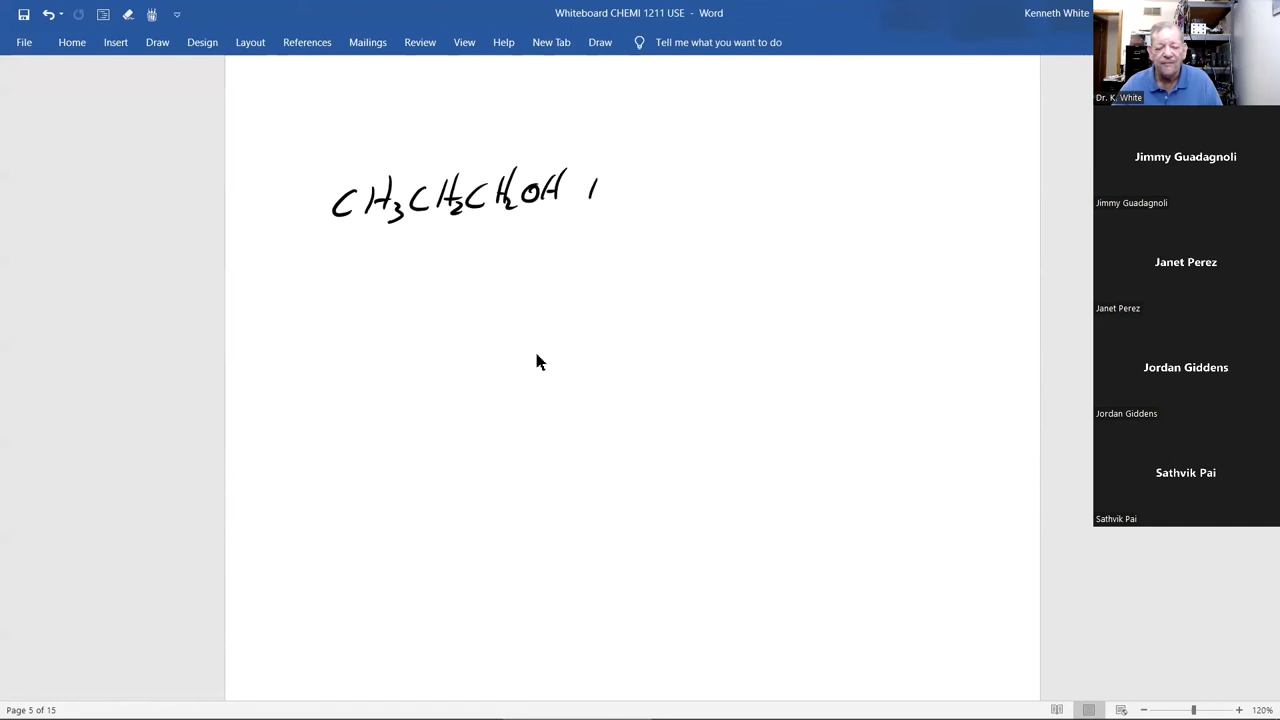 Whiteboard CHEMI 1211 USE - Word
Kenneth White
File Home Insert Draw Design Layout References Mailings Review View Help New Tab Draw Tell me what you want to do
CH₃CH₂CH₂OH
Dr. K. White
Jimmy Guadagnoli
Jimmy Guadagnoli
Janet Perez
Janet Perez
Jordan Giddens
Jordan Giddens
Sathvik Pai
Sathvik Pai
Page 5 of 15
120%